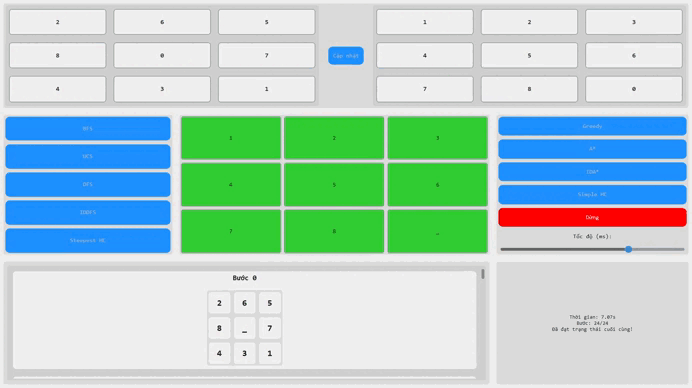 2 6 5 1 2 3
8 0 7 Cập nhật 4 5 6
4 3 1 7 8 0
BFS
UCS
DFS
IDDFS
Steepest HC
1 2 3
4 5 6
7 8 _
Greedy
A*
IDA*
Simple HC
Dừng
Tốc độ (ms):
Bước 0
2 6 5
8 _ 7
4 3 1
Thời gian: 7.07s
Bước: 24/24
Đã đạt trạng thái cuối cùng!